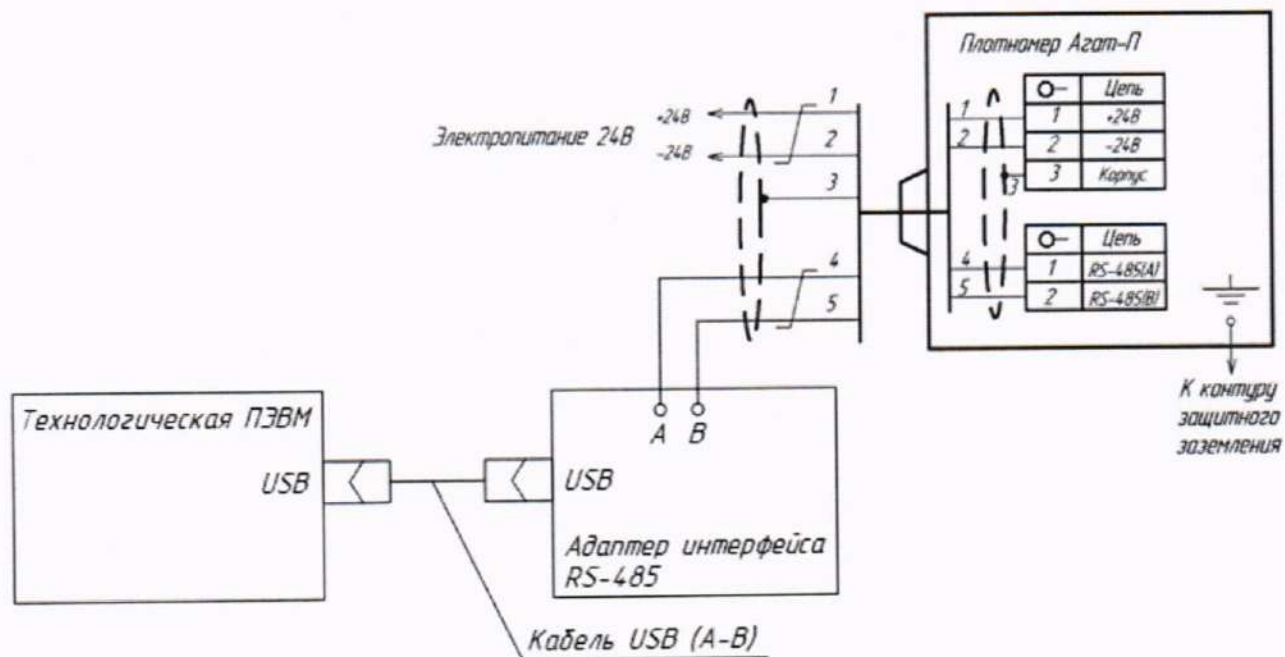 Плотномер Агат-П
Цепь
1 +24В
2 -24В
3 Корпус
Цепь
1 RS-485(А)
2 RS-485(В)
1
2
3
4
5
Электропитание 24В
+24В
-24В
1
2
3
4
5
К контуру
защитного
заземления
Технологическая ПЭВМ
USB
А В
USB
Адаптер интерфейса
RS-485
Кабель USB (А-В)